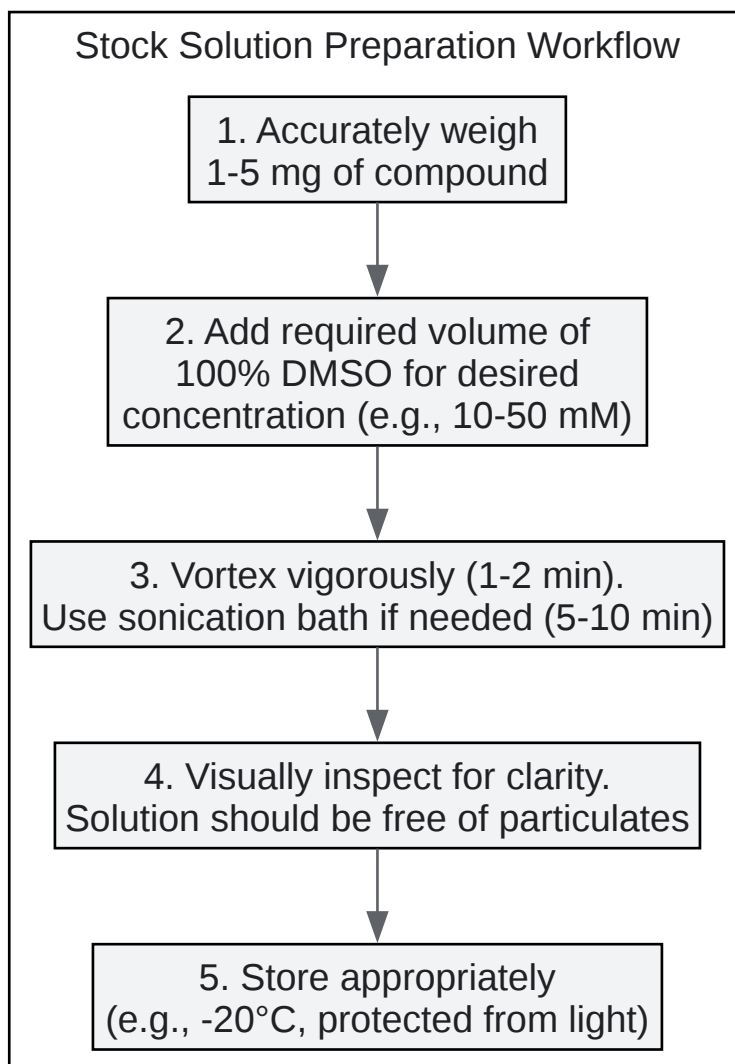 Stock Solution Preparation Workflow
1. Accurately weigh
1-5 mg of compound
2. Add required volume of
100% DMSO for desired
concentration (e.g., 10-50 mM)
3. Vortex vigorously (1-2 min).
Use sonication bath if needed (5-10 min)
4. Visually inspect for clarity.
Solution should be free of particulates
5. Store appropriately
(e.g., -20°C, protected from light)